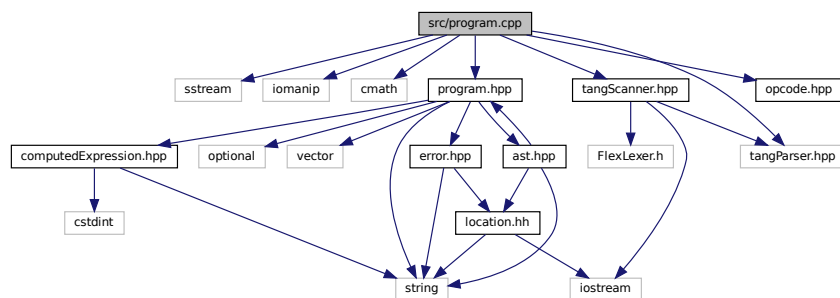 src/program.cpp
sstream
iomanip
cmath
program.hpp
tangScanner.hpp
opcode.hpp
computedExpression.hpp
optional
vector
error.hpp
ast.hpp
FlexLexer.h
tangParser.hpp
cstdint
location.hh
string
iostream